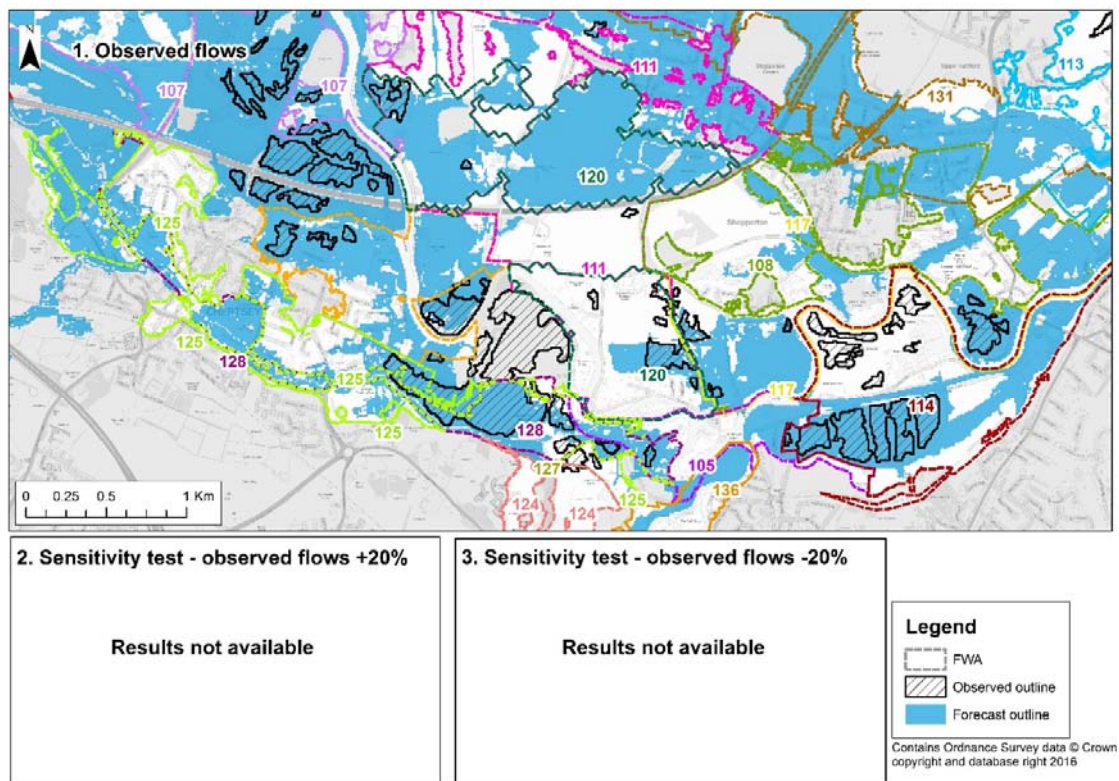 1. Observed flows
107
107
111
113
131
120
125
117
108
111
125
128
120
117
125
114
125
128
127
105
125
136
124
124
0 0.25 0.5 1 Km
2. Sensitivity test - observed flows +20%
Results not available
3. Sensitivity test - observed flows -20%
Results not available
Legend
FWA
Observed outline
Forecast outline
Contains Ordnance Survey data © Crown
copyright and database right 2016
Shepperton
CHERTSEY